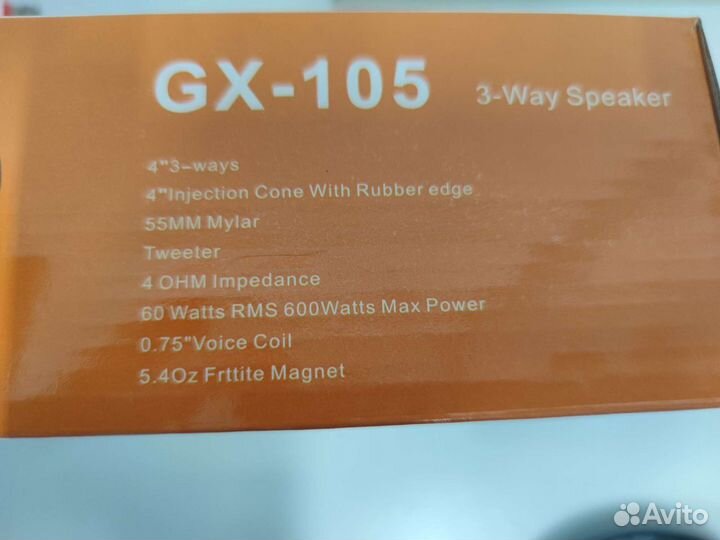 GX-105 3-Way Speaker
4"3-ways
4"Injection Cone With Rubber edge
55MM Mylar
Tweeter
4 OHM Impedance
60 Watts RMS 600Watts Max Power
0.75"Voice Coil
5.4Oz Frttite Magnet
Avito